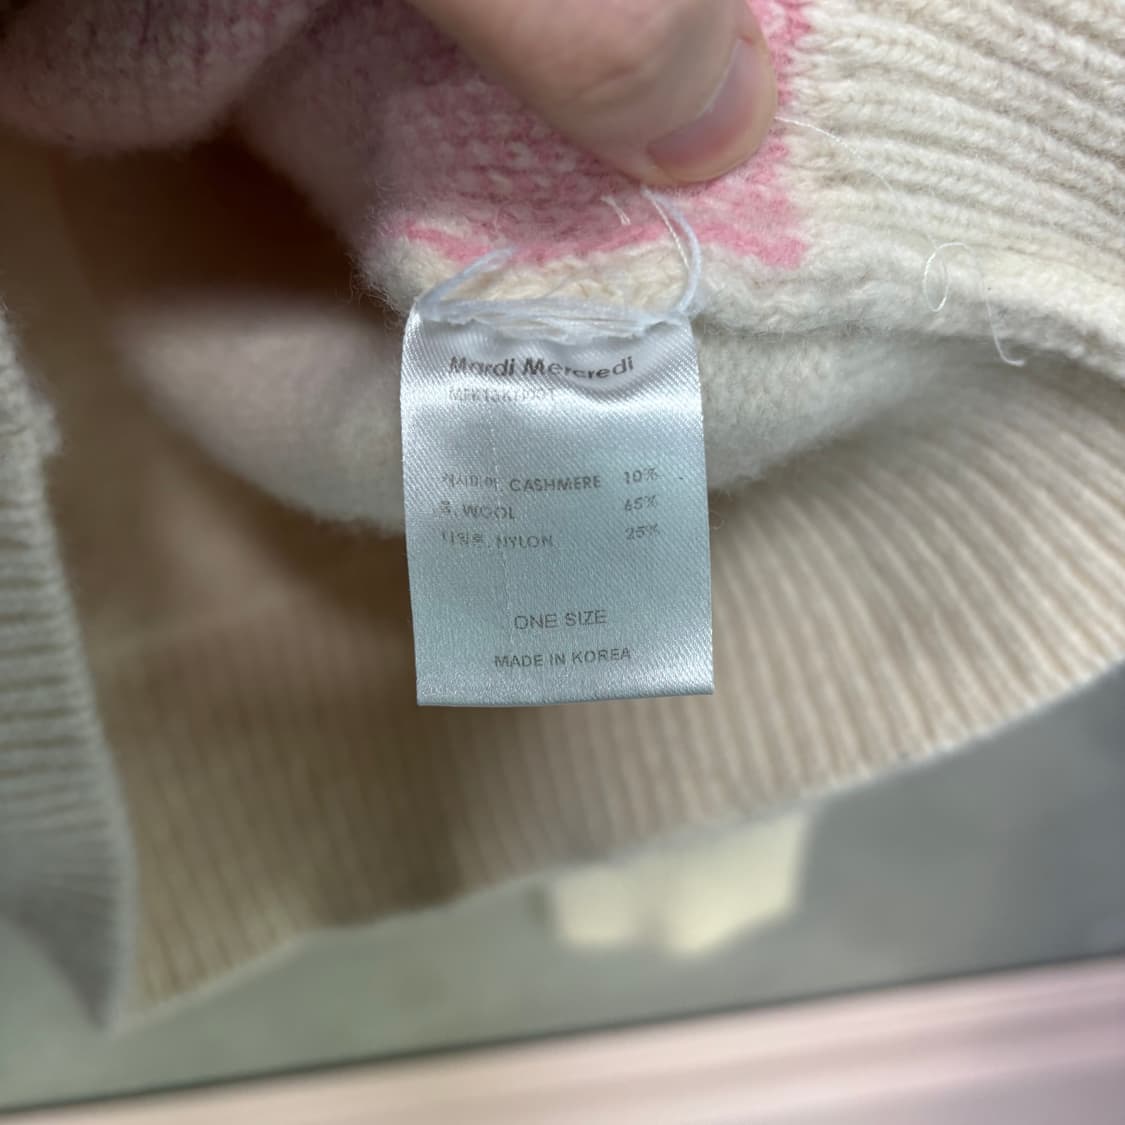 Mardi Mercredi
캐시미어, CASHMERE 10%
울, WOOL 65%
나일론, NYLON 25%
ONE SIZE
MADE IN KOREA